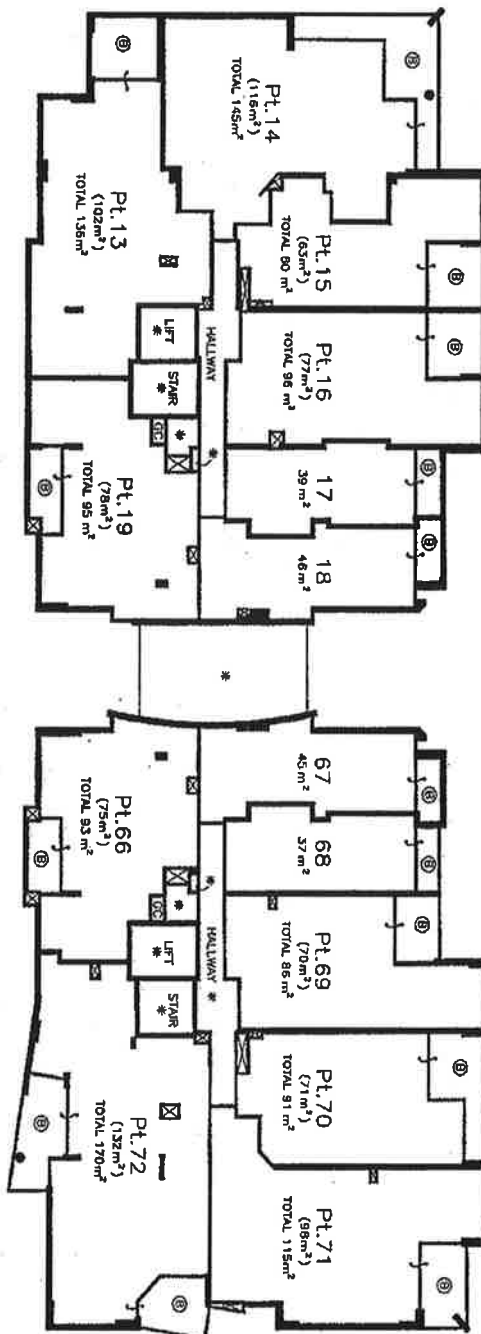 Pt.14
(116m²)
TOTAL 145m²
B
B
Pt.13
(102m²)
TOTAL 136m²
Pt.15
(63m²)
TOTAL 80 m²
B
LIFT
*
HALLWAY
*
Pt.16
(77m²)
TOTAL 96 m²
B
STAIR
*
GC
*
Pt.19
(78m²)
TOTAL 95 m²
B
17
39 m²
B
18
46 m²
B
*
67
45 m²
B
Pt.66
(75m²)
TOTAL 93 m²
B
68
37 m²
B
GC
*
*
LIFT
*
HALLWAY
*
Pt.69
(70m²)
TOTAL 86 m²
B
STAIR
*
Pt.70
(71m²)
TOTAL 91 m²
B
Pt.72
(132m²)
TOTAL 170m²
B
B
Pt.71
(98m²)
TOTAL 115m²
B